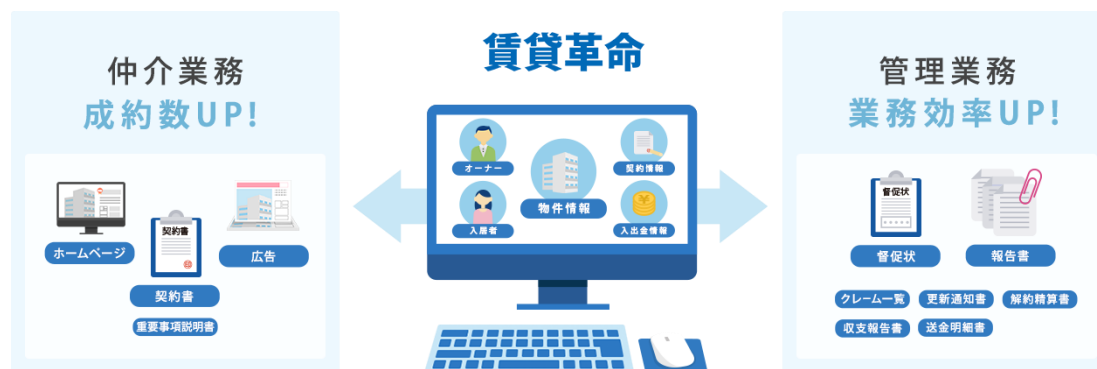 仲介業務
成約数UP!
ホームページ
契約書
広告
契約書
重要事項説明書
賃貸革命
オーナー
契約情報
物件情報
入居者
入出金情報
管理業務
業務効率UP!
督促状
督促状
報告書
クレーム一覧
更新通知書
解約精算書
収支報告書
送金明細書